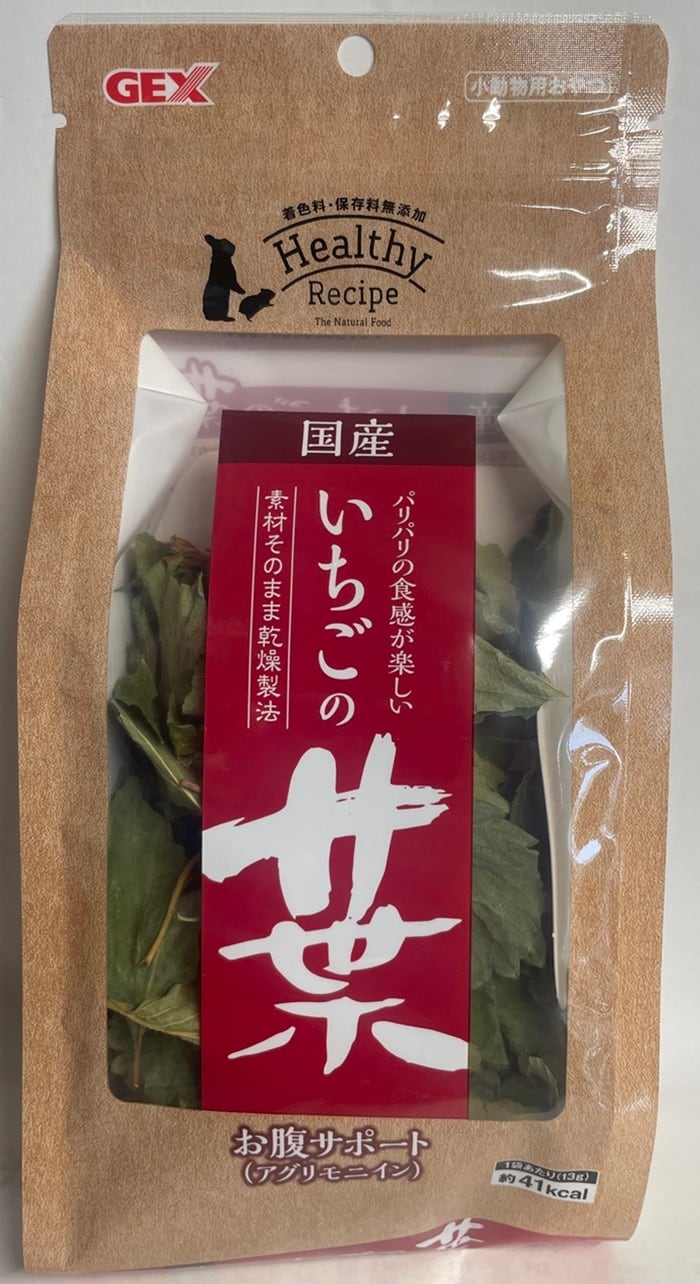 GEX
小動物用おやつ
着色料・保存料無添加
Healthy
Recipe
The Natural Food
国産
パリパリの食感が楽しい
いちごの
葉
素材そのまま乾燥製法
お腹サポート
(アグリモニイン)
1袋あたり(13g)
約41kcal